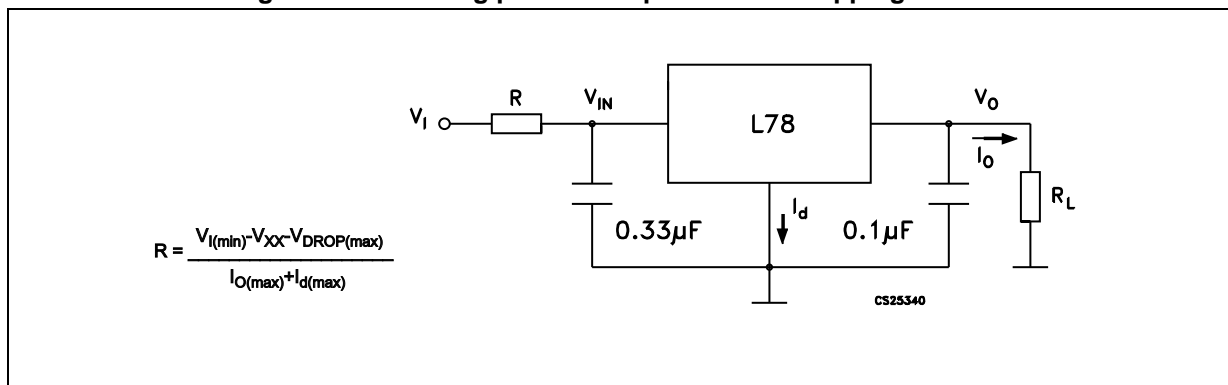 R
V_IN
V_I
L78
V_O
I_O
R_L
I_d
0.33µF
0.1µF
R = V_I(min)-V_XX-V_DROP(max)
I_O(max)+I_d(max)
CS25340